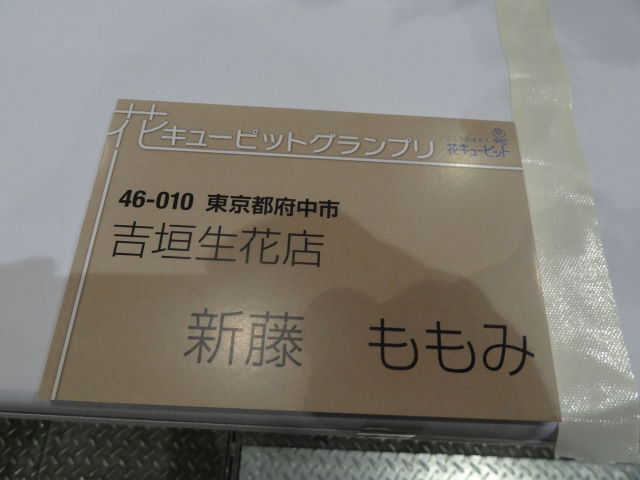 花キューピットグランプリ
花キューピット
46-010 東京都府中市
吉垣生花店
新藤 ももみ